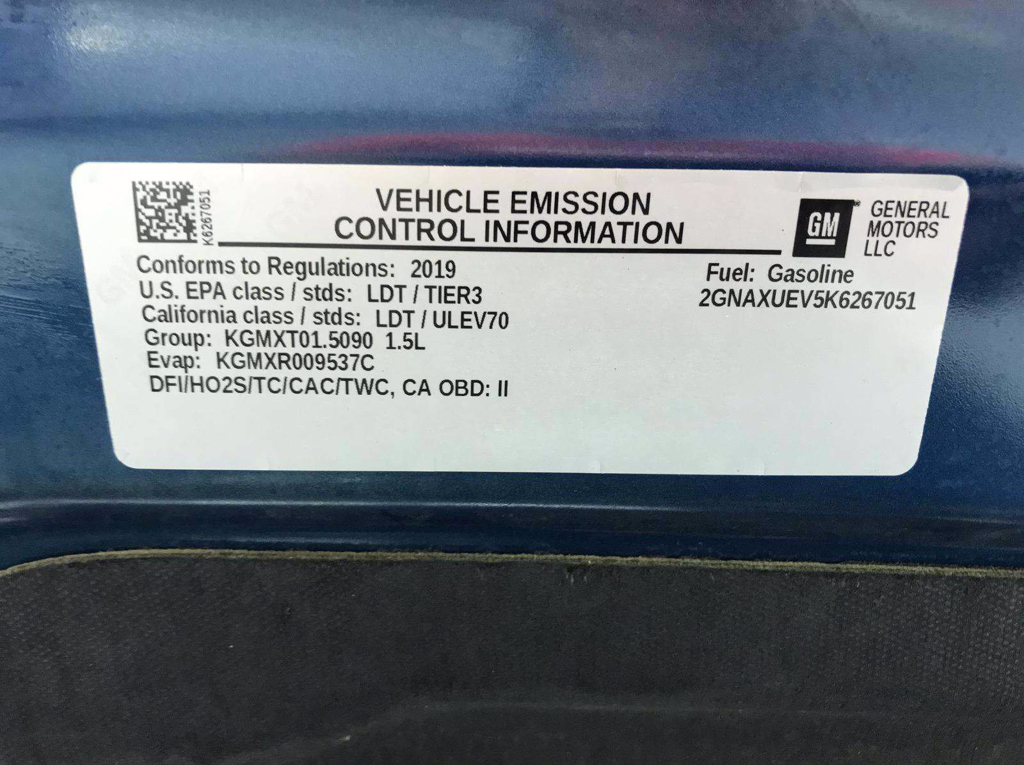 K6267051
VEHICLE EMISSION
CONTROL INFORMATION
GM
GENERAL
MOTORS
LLC
Conforms to Regulations: 2019
U.S. EPA class / stds: LDT / TIER3
California class / stds: LDT / ULEV70
Group: KGMXT01.5090 1.5L
Evap: KGMXR009537C
DFI/HO2S/TC/CAC/TWC, CA OBD: II
Fuel: Gasoline
2GNAXUEV5K6267051